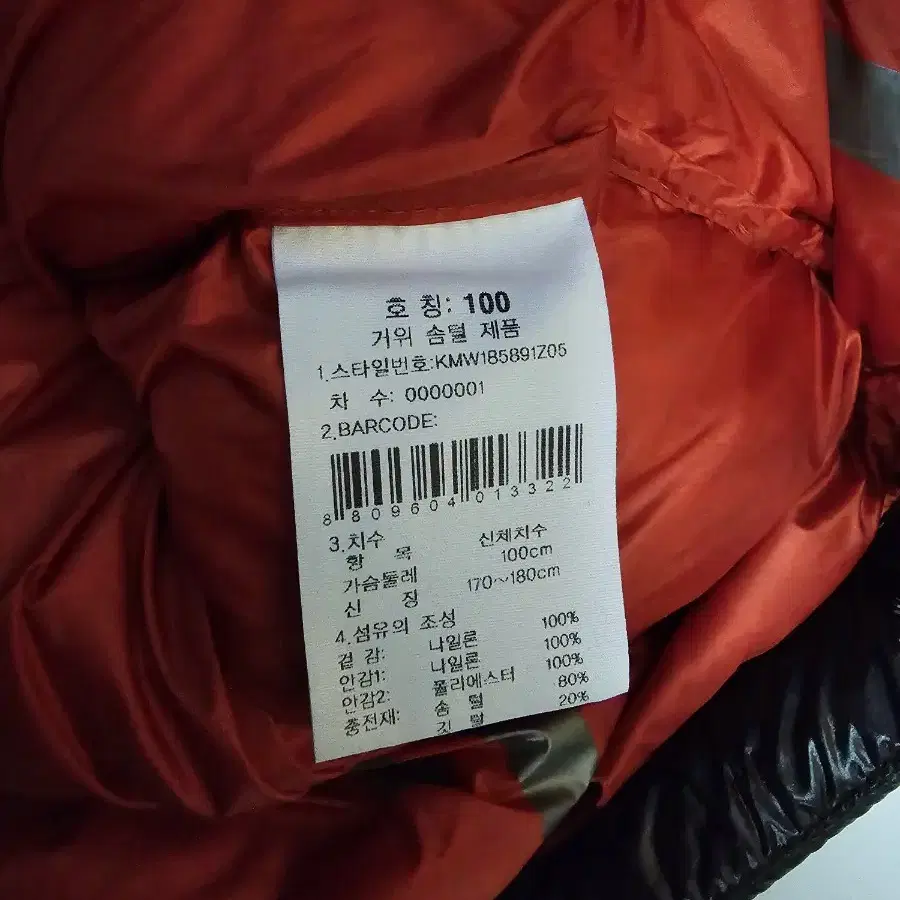 호 칭: 100
거위 솜털 제품
1.스타일번호:KMW185891Z05
차 수: 0000001
2.BARCODE:
8 809604 013322
3.치수
항 목 신체치수
가슴둘레 100cm
신 장 170~180cm
4.섬유의 조성
겉 감: 나일론 100%
안감1: 나일론 100%
안감2: 폴리에스터 100%
충전재: 솜 털 80%
깃 털 20%